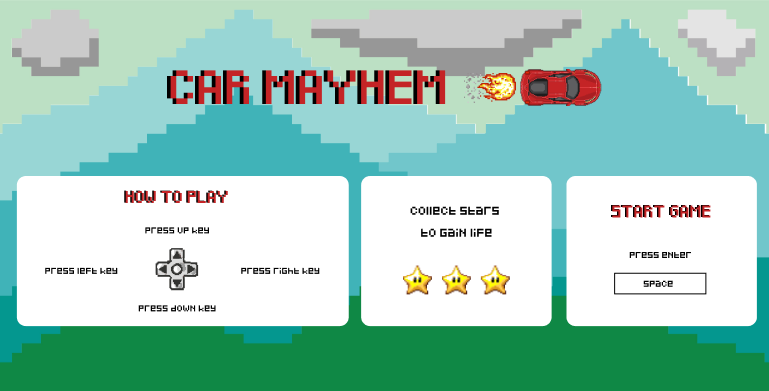 CAR MAYHEM
HOW TO PLAY
Press UP key
Press left key
Press right key
Press down key
Collect stars
to gain life
START GAME
Press enter
space